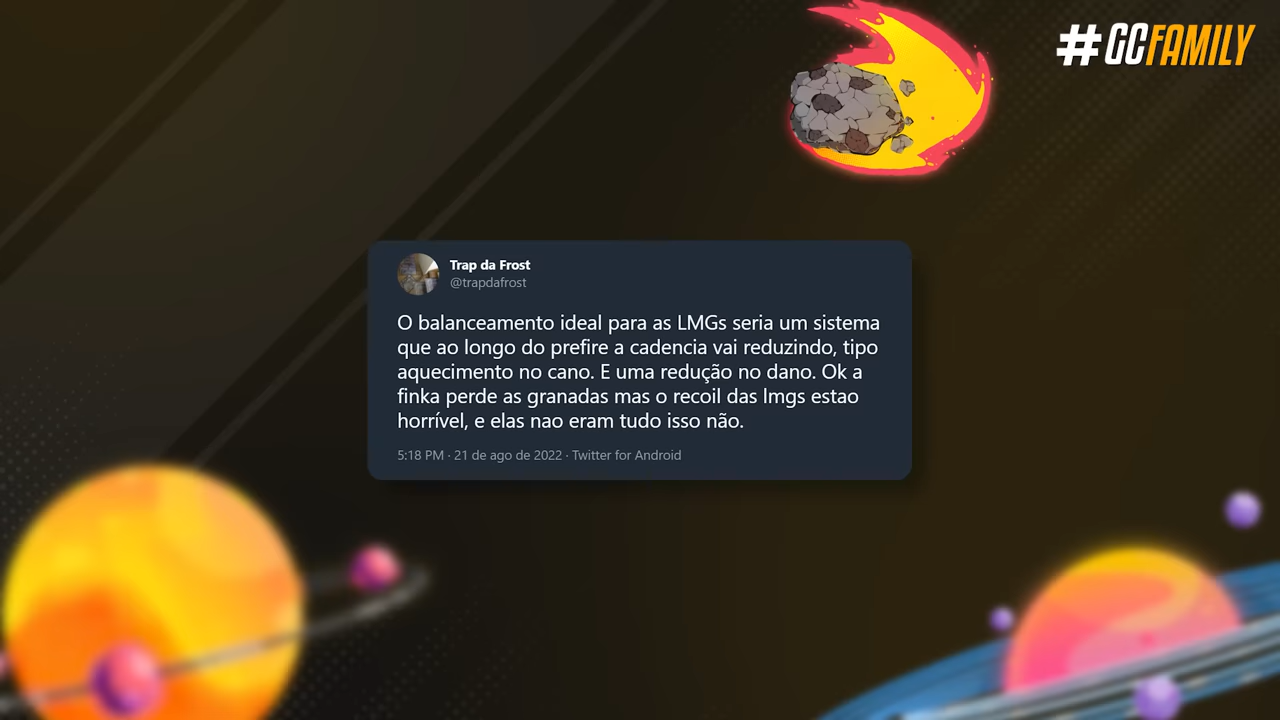 #GCFAMILY
Trap da Frost
@trapdafrost
O balanceamento ideal para as LMGs seria um sistema
que ao longo do prefire a cadencia vai reduzindo, tipo
aquecimento no cano. E uma redução no dano. Ok a
finka perde as granadas mas o recoil das lmgs estao
horrível, e elas nao eram tudo isso não.
5:18 PM · 21 de ago de 2022 · Twitter for Android